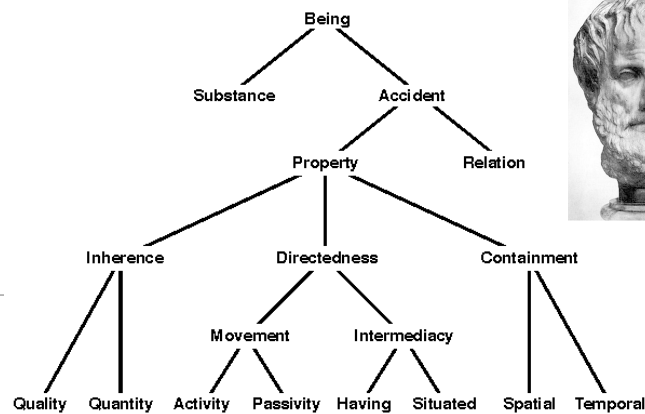 Being
Substance Accident
Property Relation
Inherence Directedness Containment
Movement Intermediacy
Quality Quantity Activity Passivity Having Situated Spatial Temporal